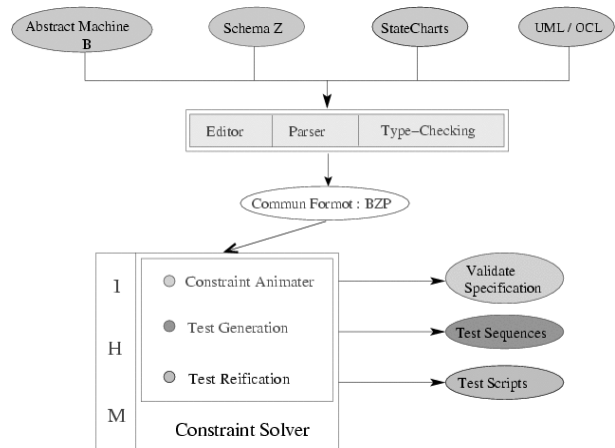 Abstract Machine
B
Schema Z
StateCharts
UML / OCL
Editor
Parser
Type-Checking
Commun Formot : BZP
I
H
M
Constraint Animater
Test Generation
Test Reification
Constraint Solver
Validate
Specification
Test Sequences
Test Scripts